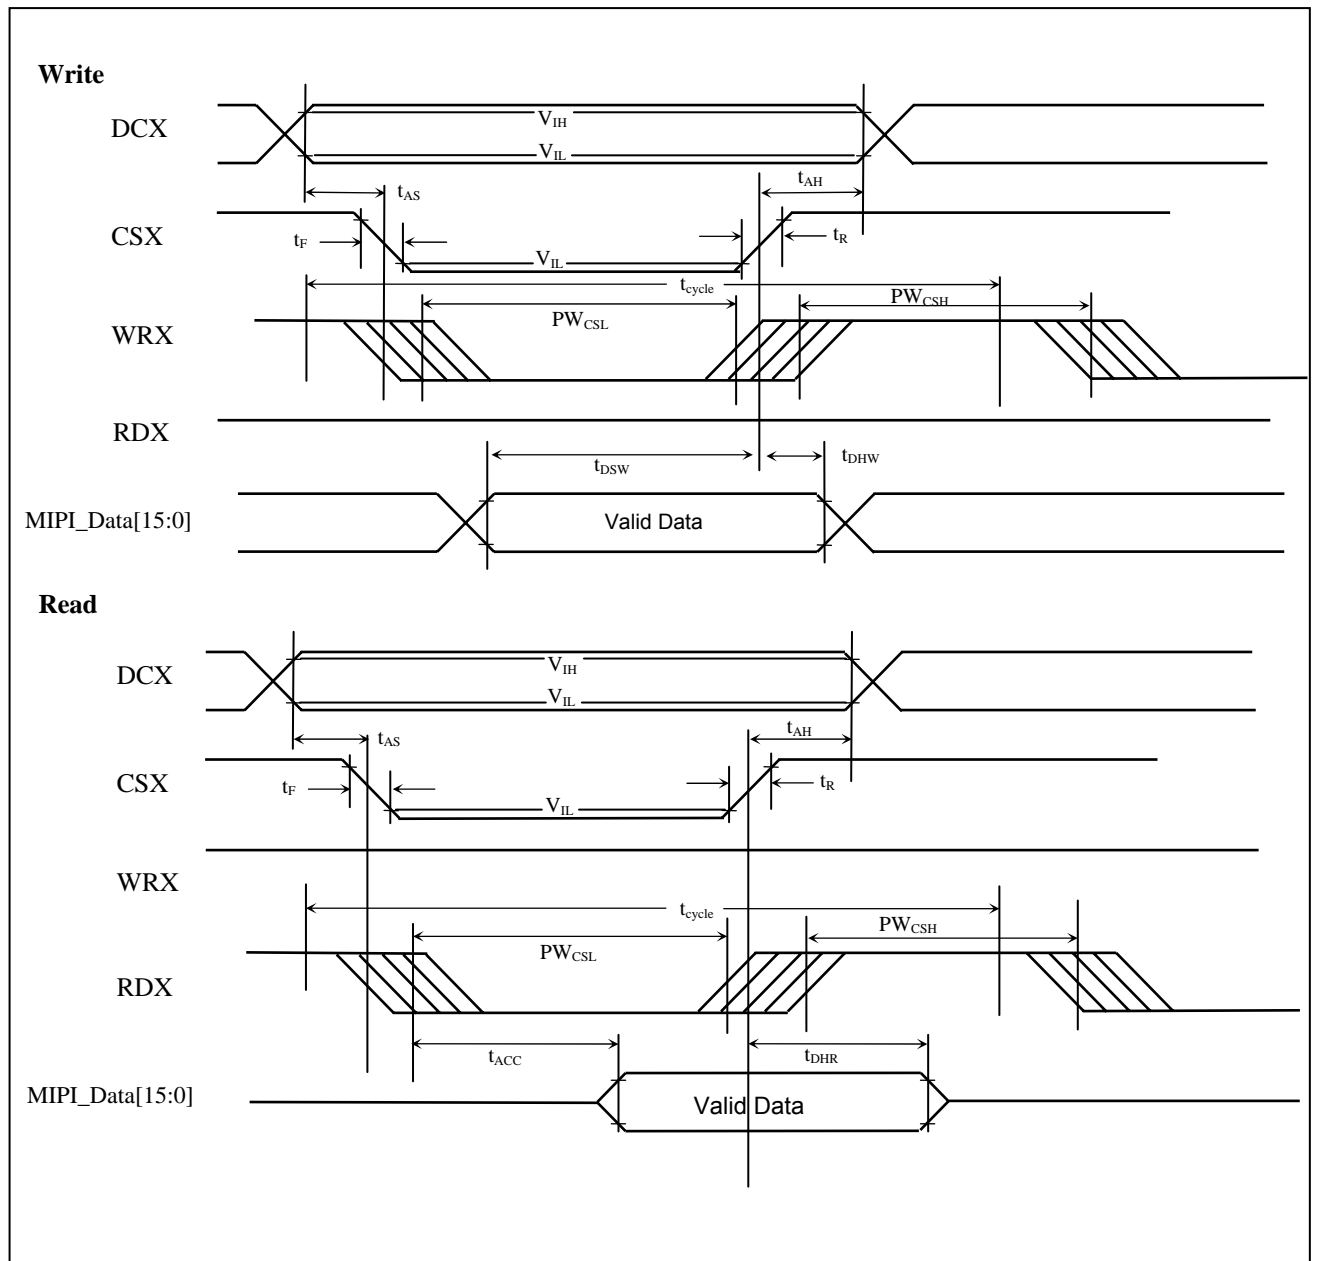 Write
DCX
VIH
VIL
tAS
tAH
CSX
tF
VIL
tR
tcycle
PWCSL
PWCSH
WRX
RDX
tDSW
tDHW
MIPI_Data[15:0]
Valid Data
Read
DCX
VIH
VIL
tAS
tAH
CSX
tF
VIL
tR
WRX
tcycle
PWCSL
PWCSH
RDX
tACC
tDHR
MIPI_Data[15:0]
Valid Data